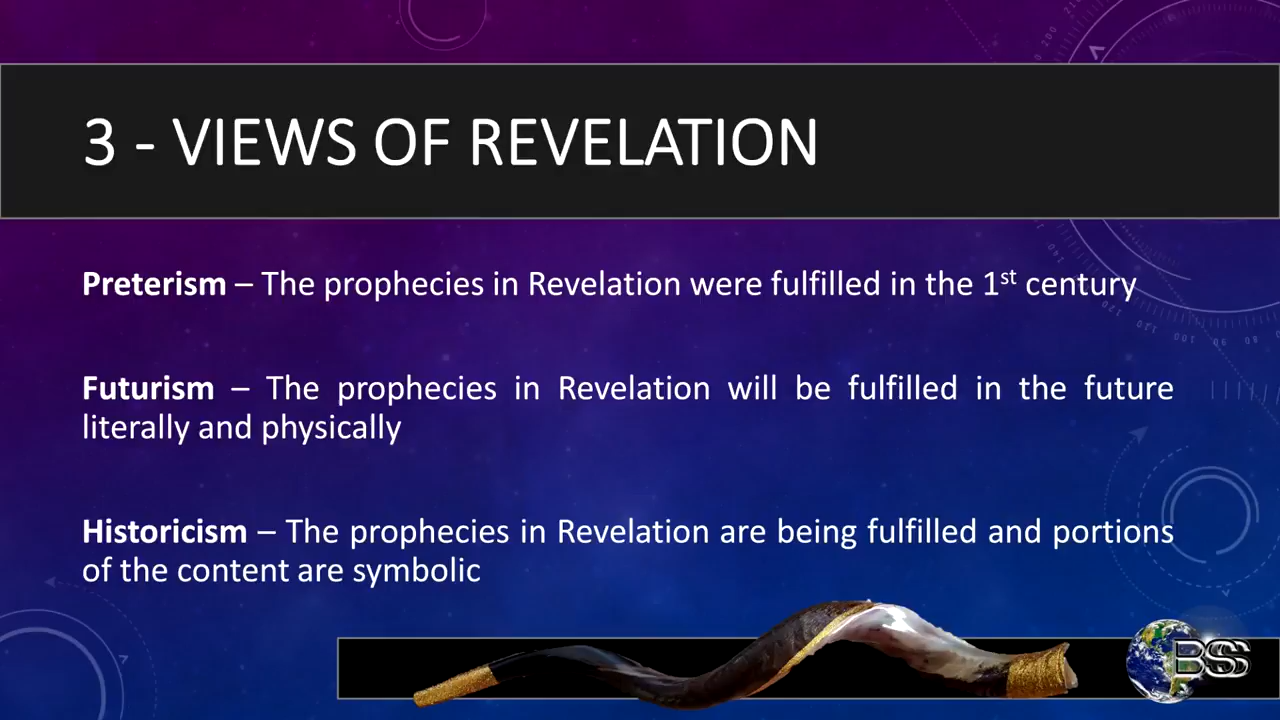 3 - VIEWS OF REVELATION
Preterism – The prophecies in Revelation were fulfilled in the 1st century
Futurism – The prophecies in Revelation will be fulfilled in the future
literally and physically
Historicism – The prophecies in Revelation are being fulfilled and portions
of the content are symbolic
BSS